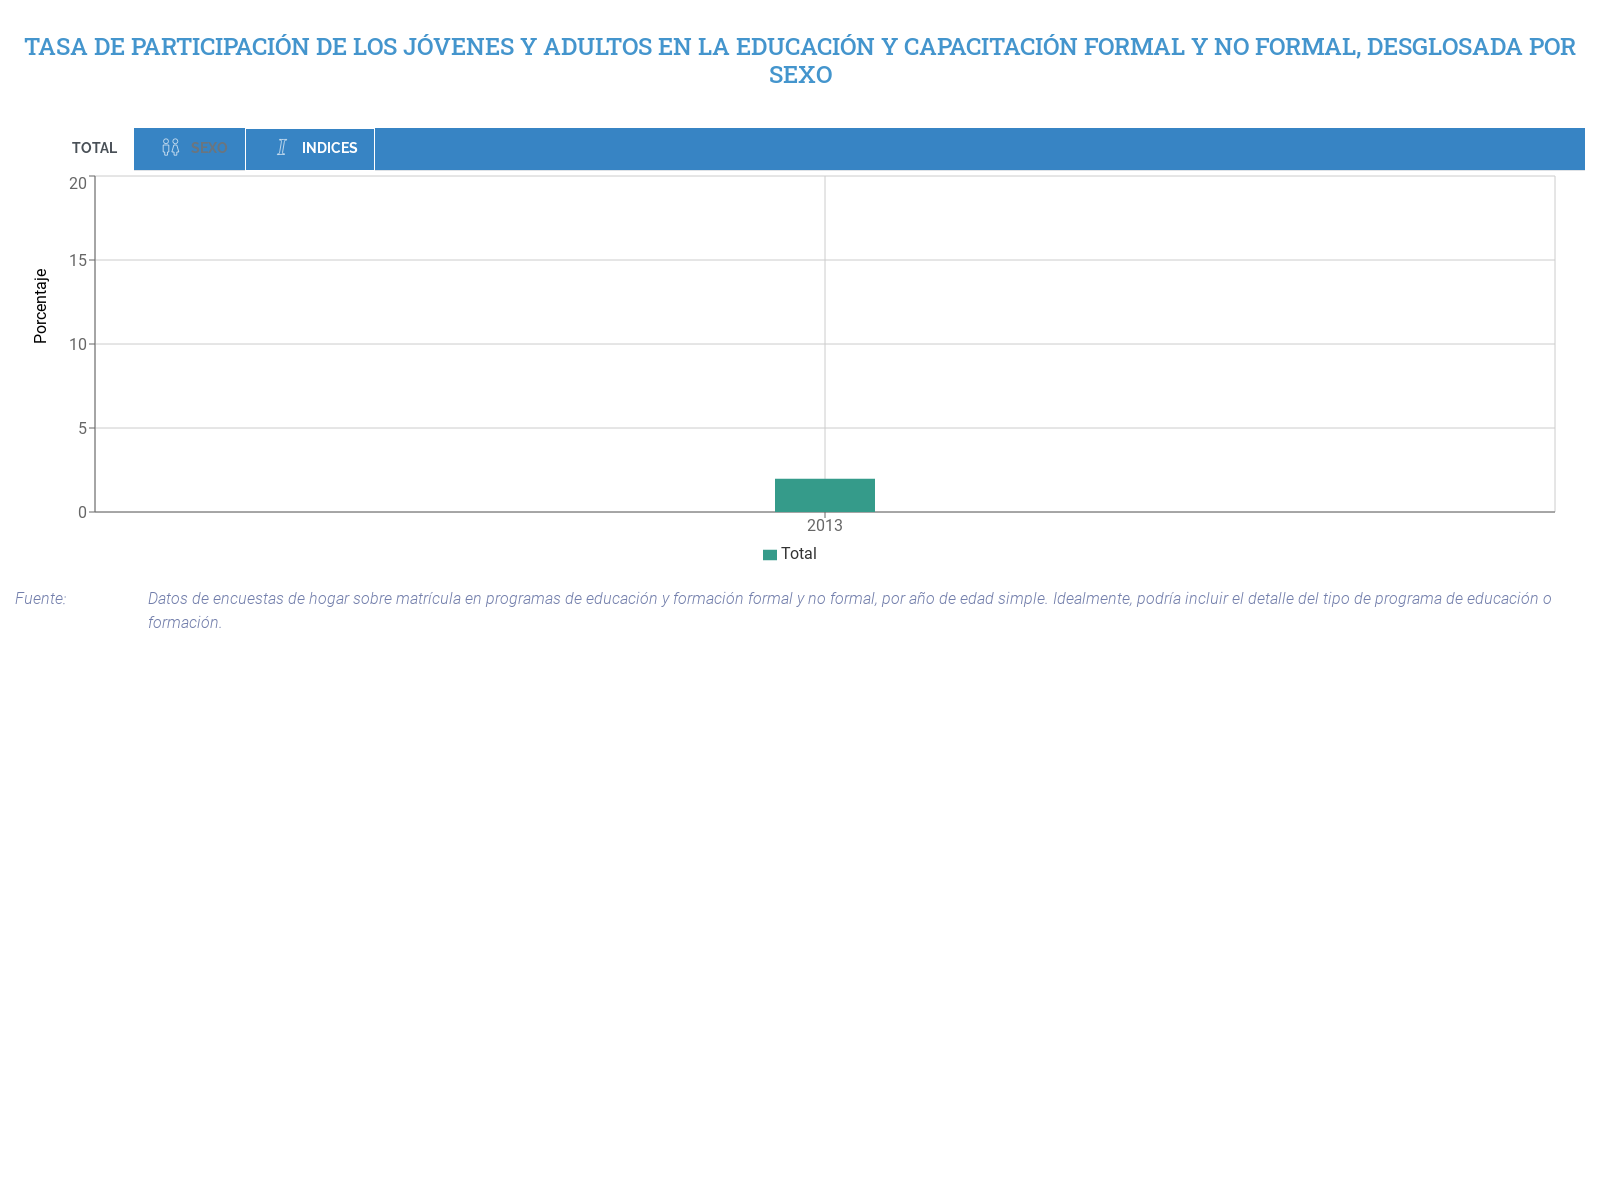 TASA DE PARTICIPACIÓN DE LOS JÓVENES Y ADULTOS EN LA EDUCACIÓN Y CAPACITACIÓN FORMAL Y NO FORMAL, DESGLOSADA POR
SEXO
TOTAL SEXO INDICES
20
15
10
5
0
Porcentaje
2013
Total
Fuente: Datos de encuestas de hogar sobre matrícula en programas de educación y formación formal y no formal, por año de edad simple. Idealmente, podría incluir el detalle del tipo de programa de educación o
formación.